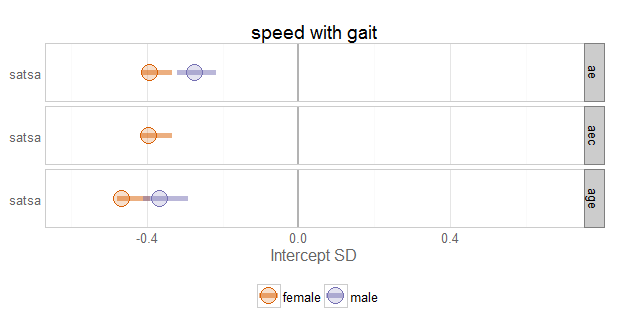 speed with gait
satsa
ae
satsa
aec
satsa
age
-0.4 0.0 0.4
Intercept SD
female male